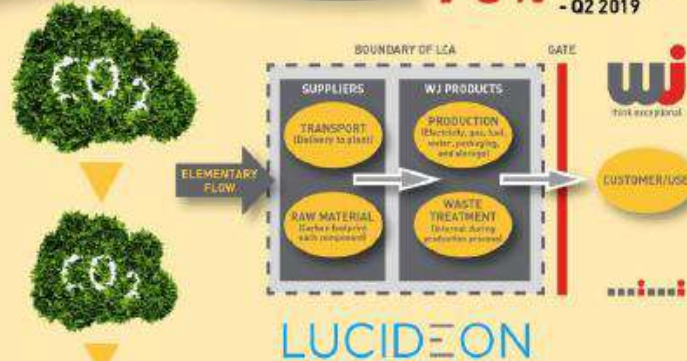 - Q2 2019
BOUNDARY OF LCA
GATE
CO2
SUPPLIERS
WJ PRODUCTS
wj
think exceptional
TRANSPORT
(Delivery to plant)
PRODUCTION
(Electricity, gas, fuel,
water, packaging,
and storage)
ELEMENTARY
FLOW
CUSTOMER/USE
RAW MATERIAL
(Carbon footprint
each component)
WASTE
TREATMENT
(Internal during
production process)
CO2
LUCIDEON